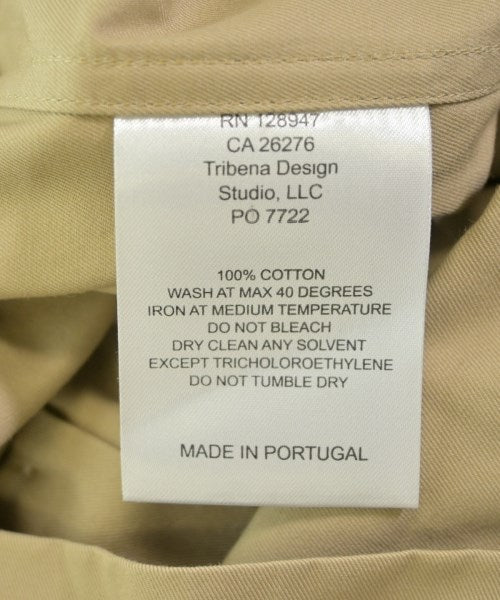 RN 128947
CA 26276
Tribena Design
Studio, LLC
PO 7722
100% COTTON
WASH AT MAX 40 DEGREES
IRON AT MEDIUM TEMPERATURE
DO NOT BLEACH
DRY CLEAN ANY SOLVENT
EXCEPT TRICHOLOROETHYLENE
DO NOT TUMBLE DRY
MADE IN PORTUGAL